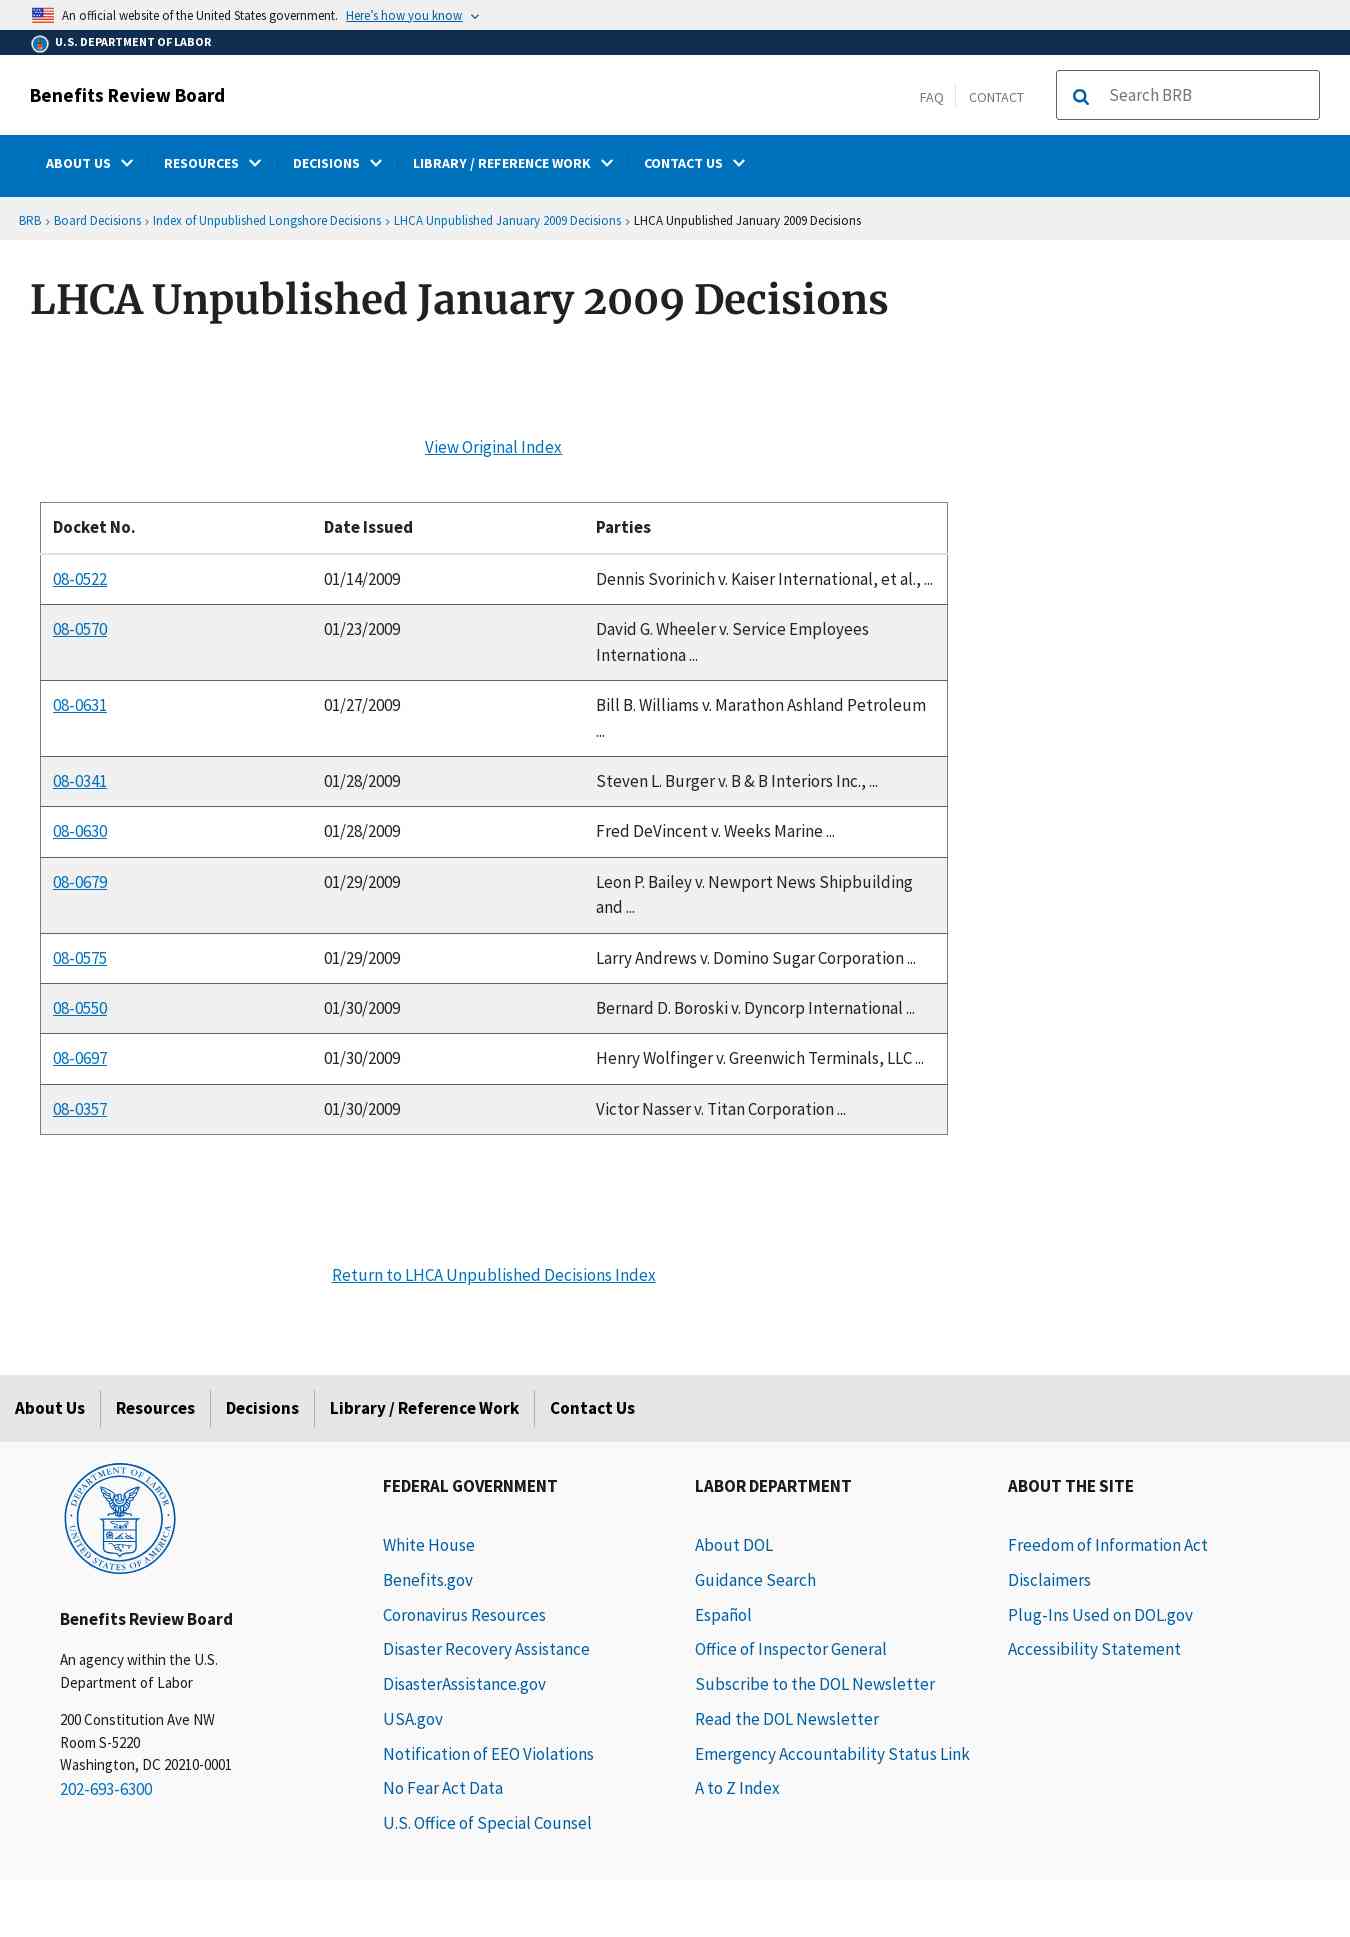 An official website of the United States government. Here's how you know
U.S. DEPARTMENT OF LABOR
Benefits Review Board
FAQ
CONTACT
Search BRB
ABOUT US
RESOURCES
DECISIONS
LIBRARY / REFERENCE WORK
CONTACT US
BRB › Board Decisions › Index of Unpublished Longshore Decisions › LHCA Unpublished January 2009 Decisions › LHCA Unpublished January 2009 Decisions
LHCA Unpublished January 2009 Decisions
View Original Index
Docket No. Date Issued Parties
08-0522 01/14/2009 Dennis Svorinich v. Kaiser International, et al., ...
08-0570 01/23/2009 David G. Wheeler v. Service Employees
Internationa ...
08-0631 01/27/2009 Bill B. Williams v. Marathon Ashland Petroleum
...
08-0341 01/28/2009 Steven L. Burger v. B & B Interiors Inc., ...
08-0630 01/28/2009 Fred DeVincent v. Weeks Marine ...
08-0679 01/29/2009 Leon P. Bailey v. Newport News Shipbuilding
and ...
08-0575 01/29/2009 Larry Andrews v. Domino Sugar Corporation ...
08-0550 01/30/2009 Bernard D. Boroski v. Dyncorp International ...
08-0697 01/30/2009 Henry Wolfinger v. Greenwich Terminals, LLC ...
08-0357 01/30/2009 Victor Nasser v. Titan Corporation ...
Return to LHCA Unpublished Decisions Index
About Us
Resources
Decisions
Library / Reference Work
Contact Us
DEPARTMENT OF LABOR
UNITED STATES OF AMERICA
Benefits Review Board
An agency within the U.S.
Department of Labor
200 Constitution Ave NW
Room S-5220
Washington, DC 20210-0001
202-693-6300
FEDERAL GOVERNMENT
White House
Benefits.gov
Coronavirus Resources
Disaster Recovery Assistance
DisasterAssistance.gov
USA.gov
Notification of EEO Violations
No Fear Act Data
U.S. Office of Special Counsel
LABOR DEPARTMENT
About DOL
Guidance Search
Español
Office of Inspector General
Subscribe to the DOL Newsletter
Read the DOL Newsletter
Emergency Accountability Status Link
A to Z Index
ABOUT THE SITE
Freedom of Information Act
Disclaimers
Plug-Ins Used on DOL.gov
Accessibility Statement